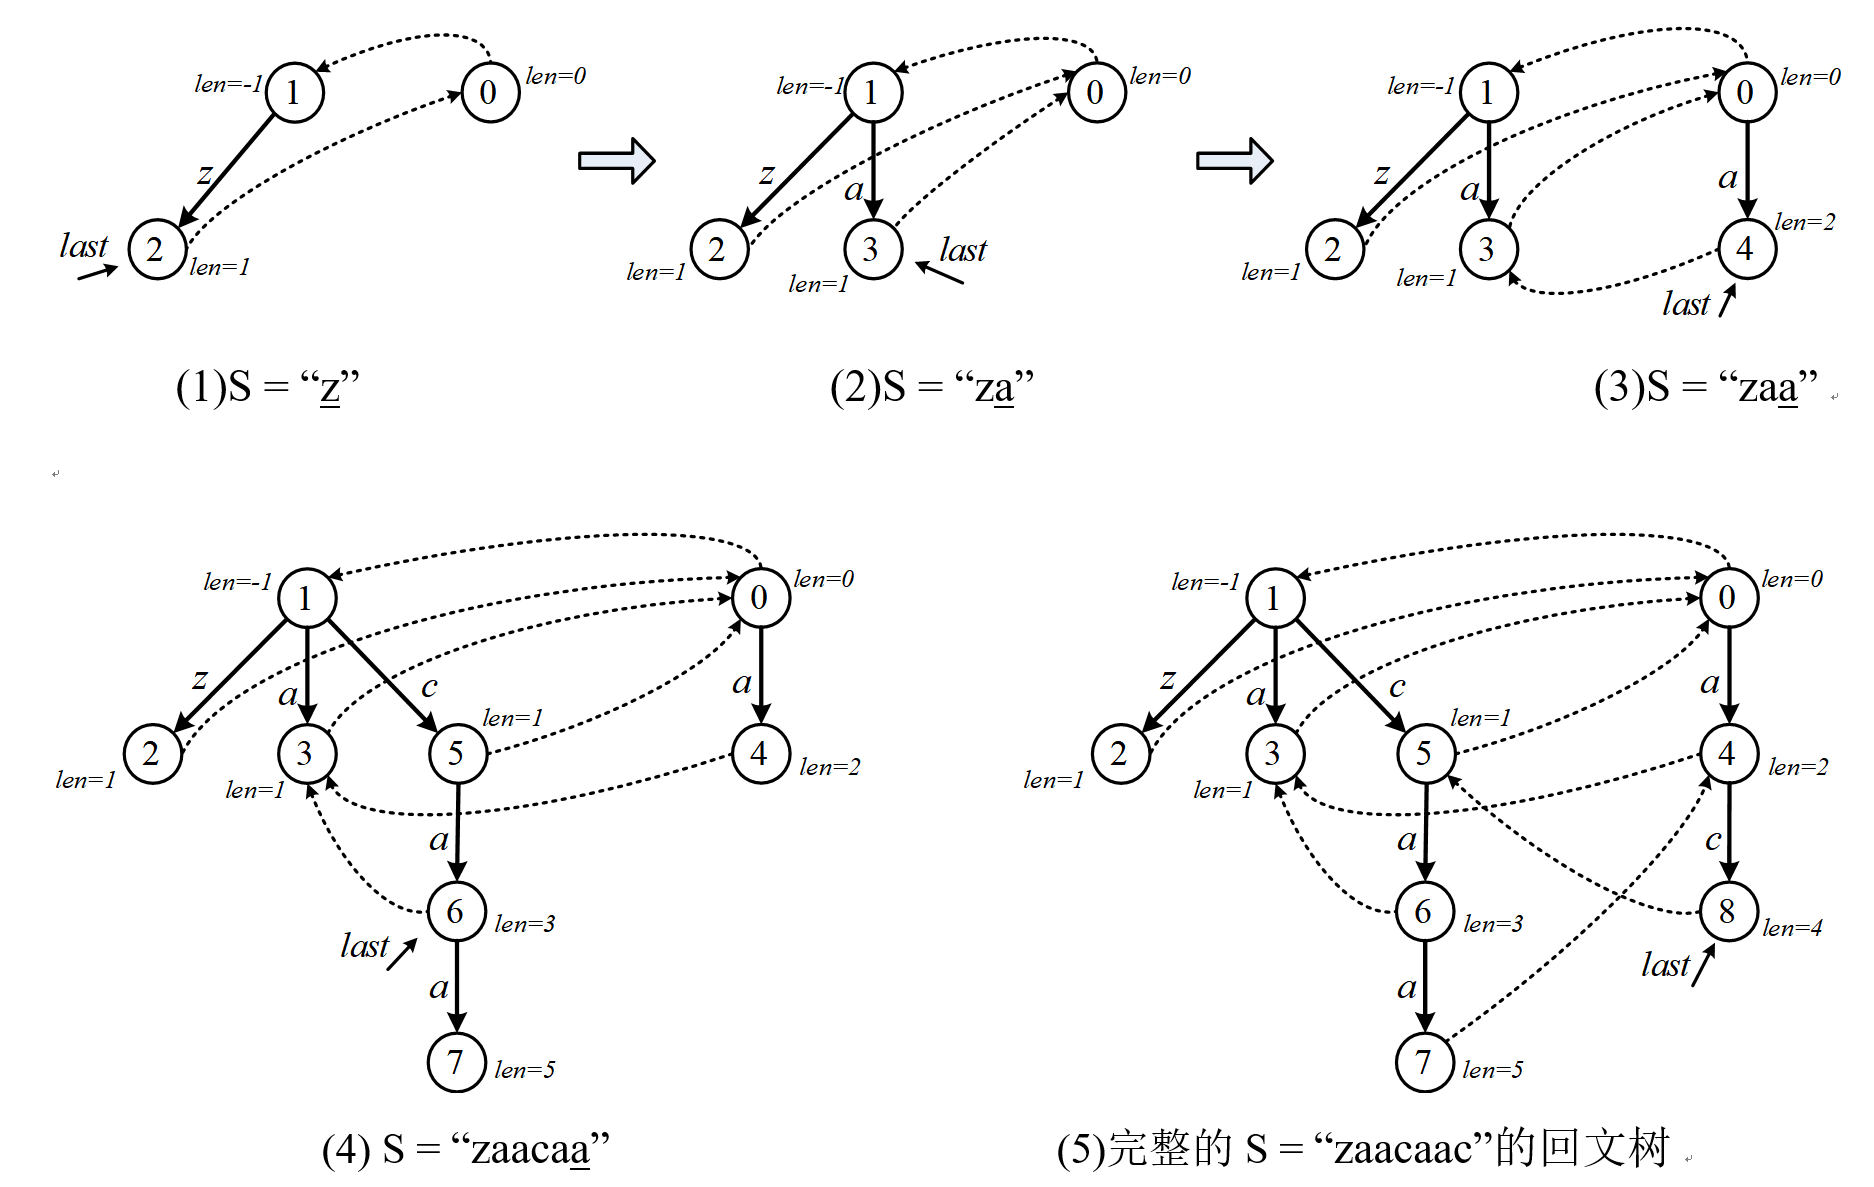 len=-1 1 0 len=0
z
last 2 len=1
(1)S = “z”
len=-1 1 0 len=0
z a
len=1 2 3 last
len=1
(2)S = “za”
len=-1 1 0 len=0
z a a
len=1 2 3 len=1 4 len=2
last
(3)S = “zaa”
len=-1 1 0 len=0
z a c a
len=1 2 3 len=1 5 len=1 4 len=2
a
last 6 len=3
a
7 len=5
(4) S = “zaacaa”
len=-1 1 0 len=0
z a c a
len=1 2 3 len=1 5 len=1 4 len=2
a c
6 len=3 8 len=4
last
a
7 len=5
(5)完整的 S = “zaacaac”的回文树